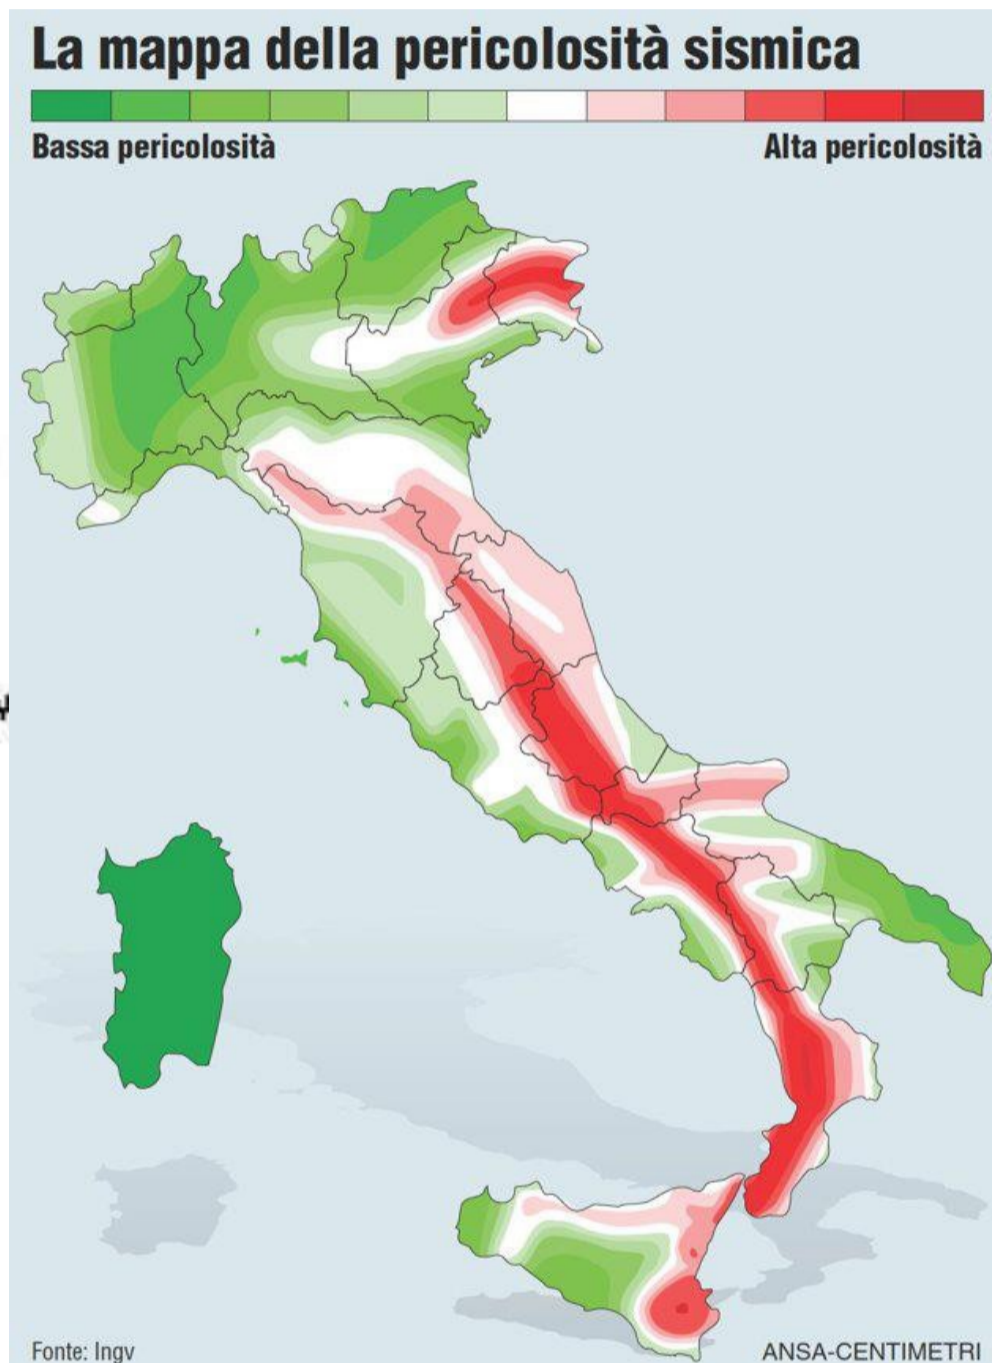 La mappa della pericolosità sismica
Bassa pericolosità
Alta pericolosità
Fonte: Ingv
ANSA-CENTIMETRI